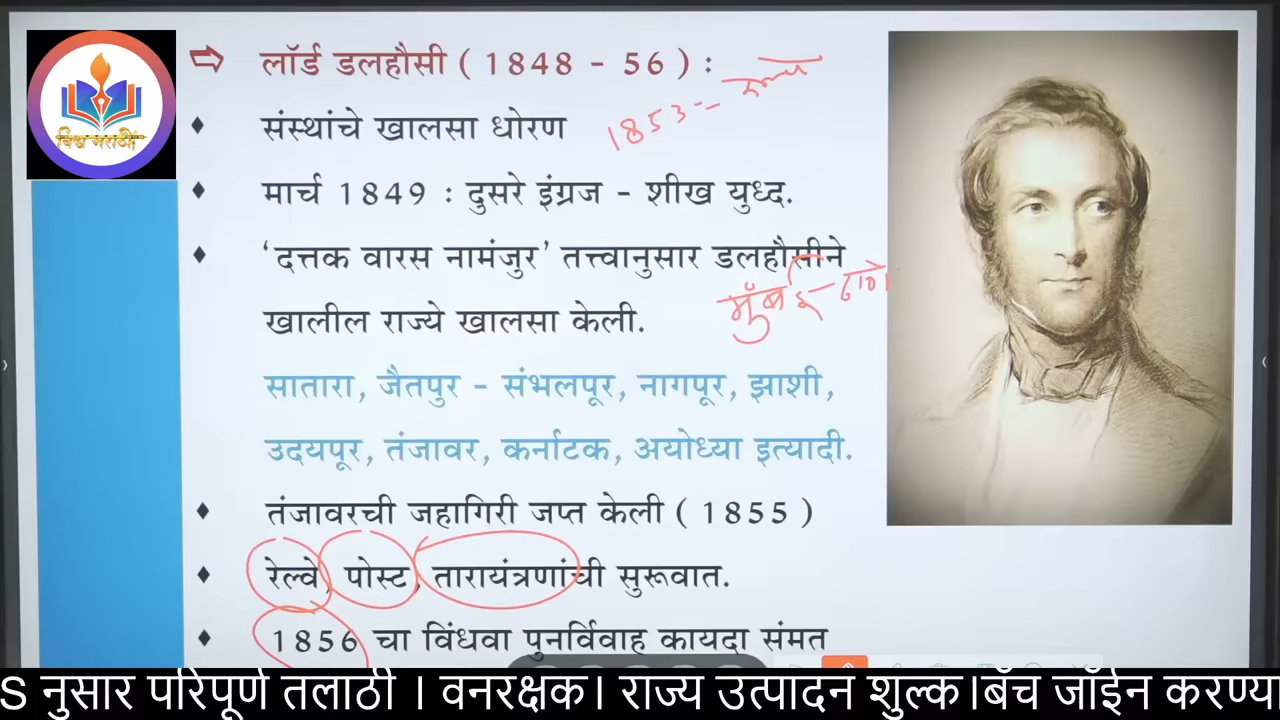 लॉर्ड डलहौसी ( 1848 - 56 ) :
संस्थांचे खालसा धोरण
1853 -
मार्च 1849 : दुसरे इंग्रज - शीख युध्द.
'दत्तक वारस नामंजुर' तत्त्वानुसार डलहौसीने
खालील राज्ये खालसा केली.
मुंबई - ठाणे
सातारा, जैतपुर - संभलपूर, नागपूर, झाशी,
उदयपूर, तंजावर, कर्नाटक, अयोध्या इत्यादी.
तंजावरची जहागिरी जप्त केली ( 1855 )
रेल्वे, पोस्ट, तारायंत्रणांची सुरूवात.
1856 चा विंधवा पुनर्विवाह कायदा संमत
S नुसार परिपूर्ण तलाठी । वनरक्षक। राज्य उत्पादन शुल्क।बॅच जॉईन करण्या